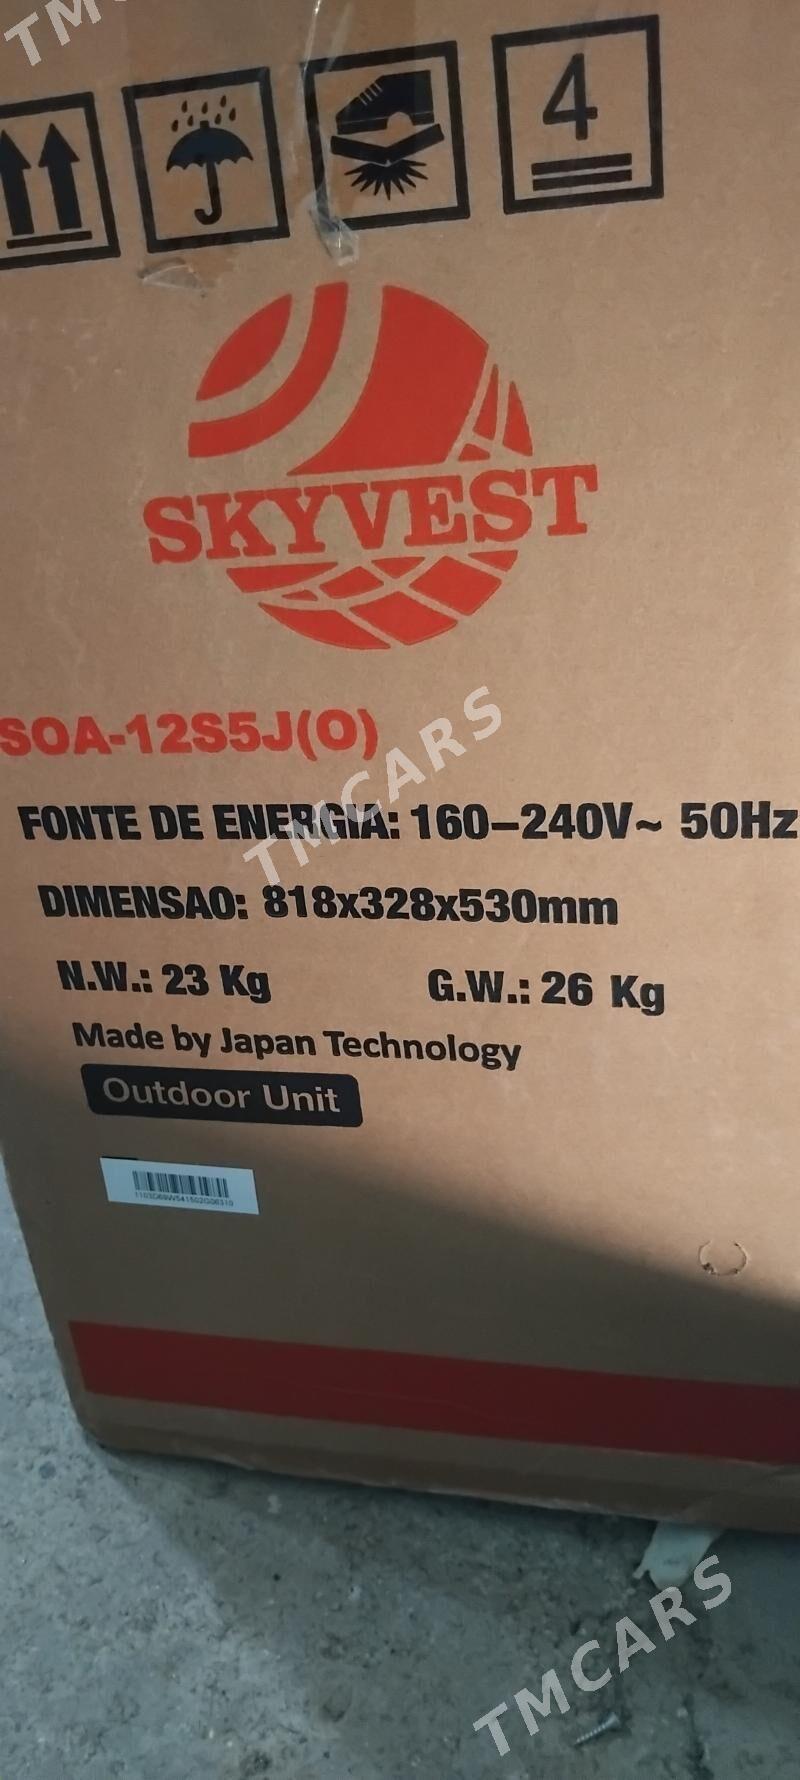 TM
4
SKYVEST
SOA-12S5J(O)
FONTE DE ENERGIA: 160–240V~ 50Hz
DIMENSAO: 818x328x530mm
N.W.: 23 Kg G.W.: 26 Kg
Made by Japan Technology
Outdoor Unit
TMCARS
TMCARS